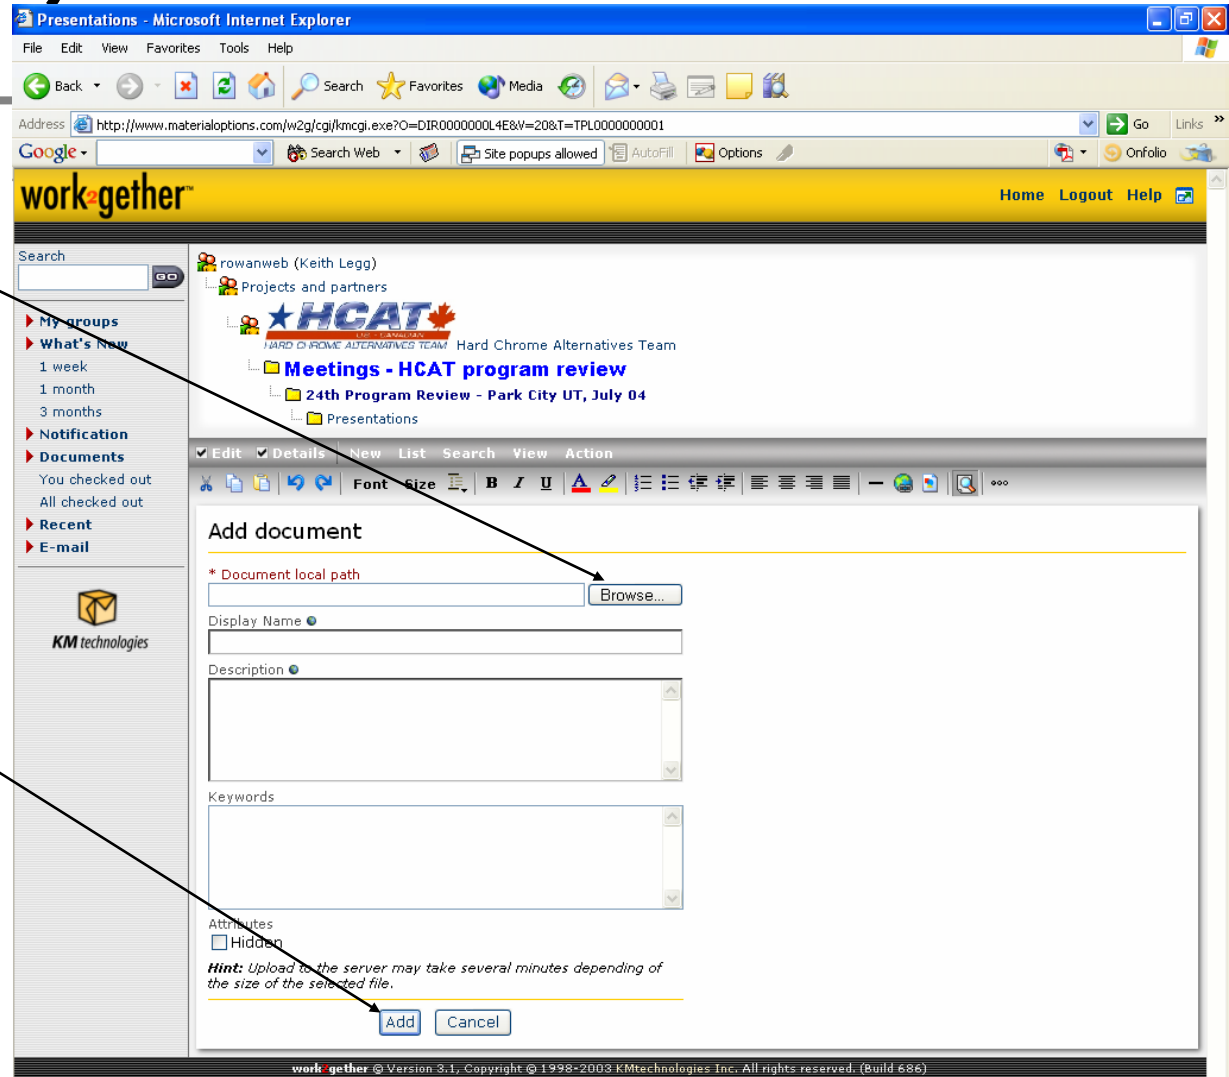 Presentations - Microsoft Internet Explorer
File Edit View Favorites Tools Help
Back Search Favorites Media
Address http://www.materialoptions.com/w2g/cgi/kmcgi.exe?O=DIR0000000L4E&V=20&T=TPL0000000001 Go Links »
Google Search Web Site popups allowed AutoFill Options Onfolio
work2gether™
Home Logout Help
Search
GO
My groups
What's New
1 week
1 month
3 months
Notification
Documents
You checked out
All checked out
Recent
E-mail
KM technologies
rowanweb (Keith Legg)
Projects and partners
HCAT
HARD CHROME ALTERNATIVES TEAM Hard Chrome Alternatives Team
Meetings - HCAT program review
24th Program Review - Park City UT, July 04
Presentations
Edit Details New List Search View Action
Font Size B I U A
Add document
* Document local path
Browse...
Display Name
Description
Keywords
Attributes
Hidden
Hint: Upload to the server may take several minutes depending of
the size of the selected file.
Add Cancel
work2gether © Version 3.1, Copyright © 1998-2003 KMtechnologies Inc. All rights reserved. (Build 686)